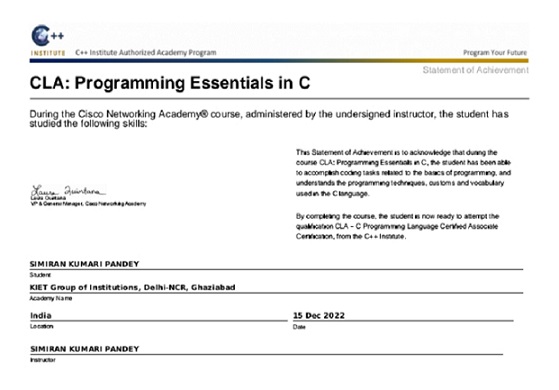 C++
INSTITUTE
C++ Institute Authorized Academy Program
Program Your Future
Statement of Achievement
CLA: Programming Essentials in C
During the Cisco Networking Academy® course, administered by the undersigned instructor, the student has
studied the following skills:
This Statement of Achievement is to acknowledge that during the
course CLA: Programming Essentials in C, the student has been able
to accomplish coding tasks related to the basics of programming, and
understands the programming techniques, customs and vocabulary
used in the C language.
Laura Quintana
Laura Quintana
VP & General Manager, Cisco Networking Academy
By completing the course, the student is now ready to attempt the
qualification CLA – C Programming Language Certified Associate
Certification, from the C++ Institute.
SIMIRAN KUMARI PANDEY
Student
KIET Group of Institutions, Delhi-NCR, Ghaziabad
Academy Name
India
15 Dec 2022
Location
Date
SIMIRAN KUMARI PANDEY
Instructor